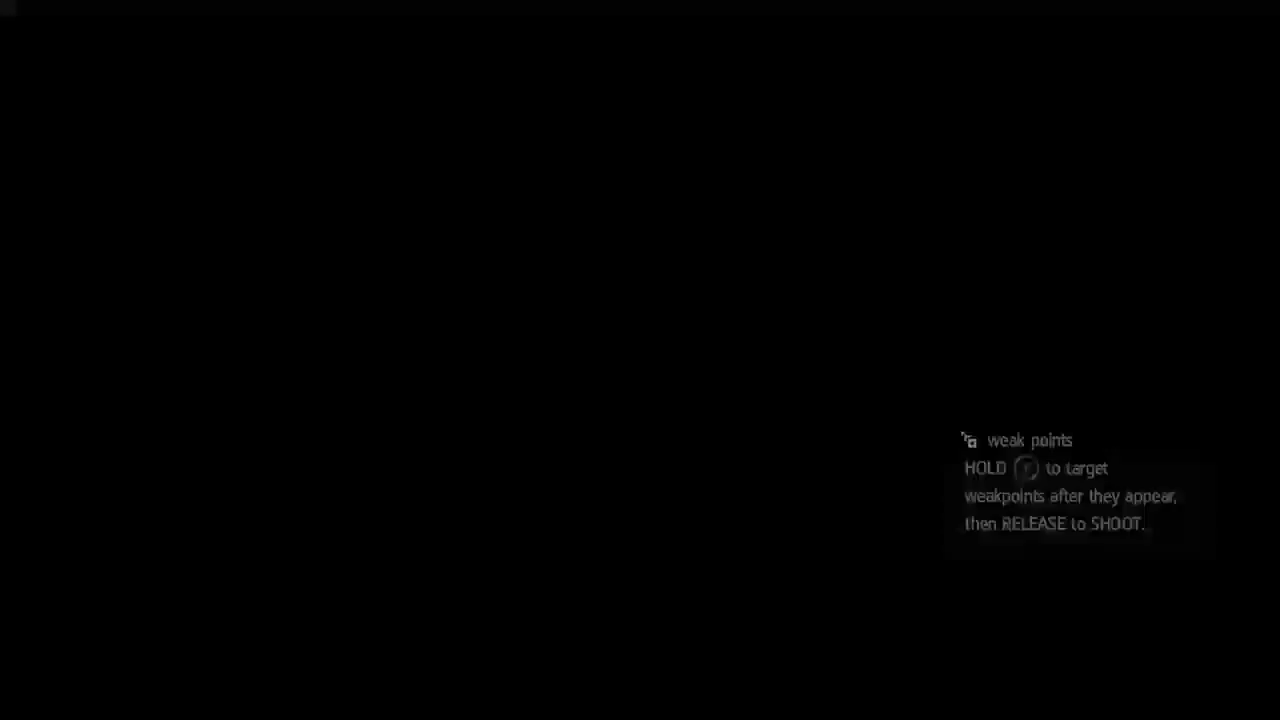 weak points
HOLD to target
weakpoints after they appear,
then RELEASE to SHOOT.